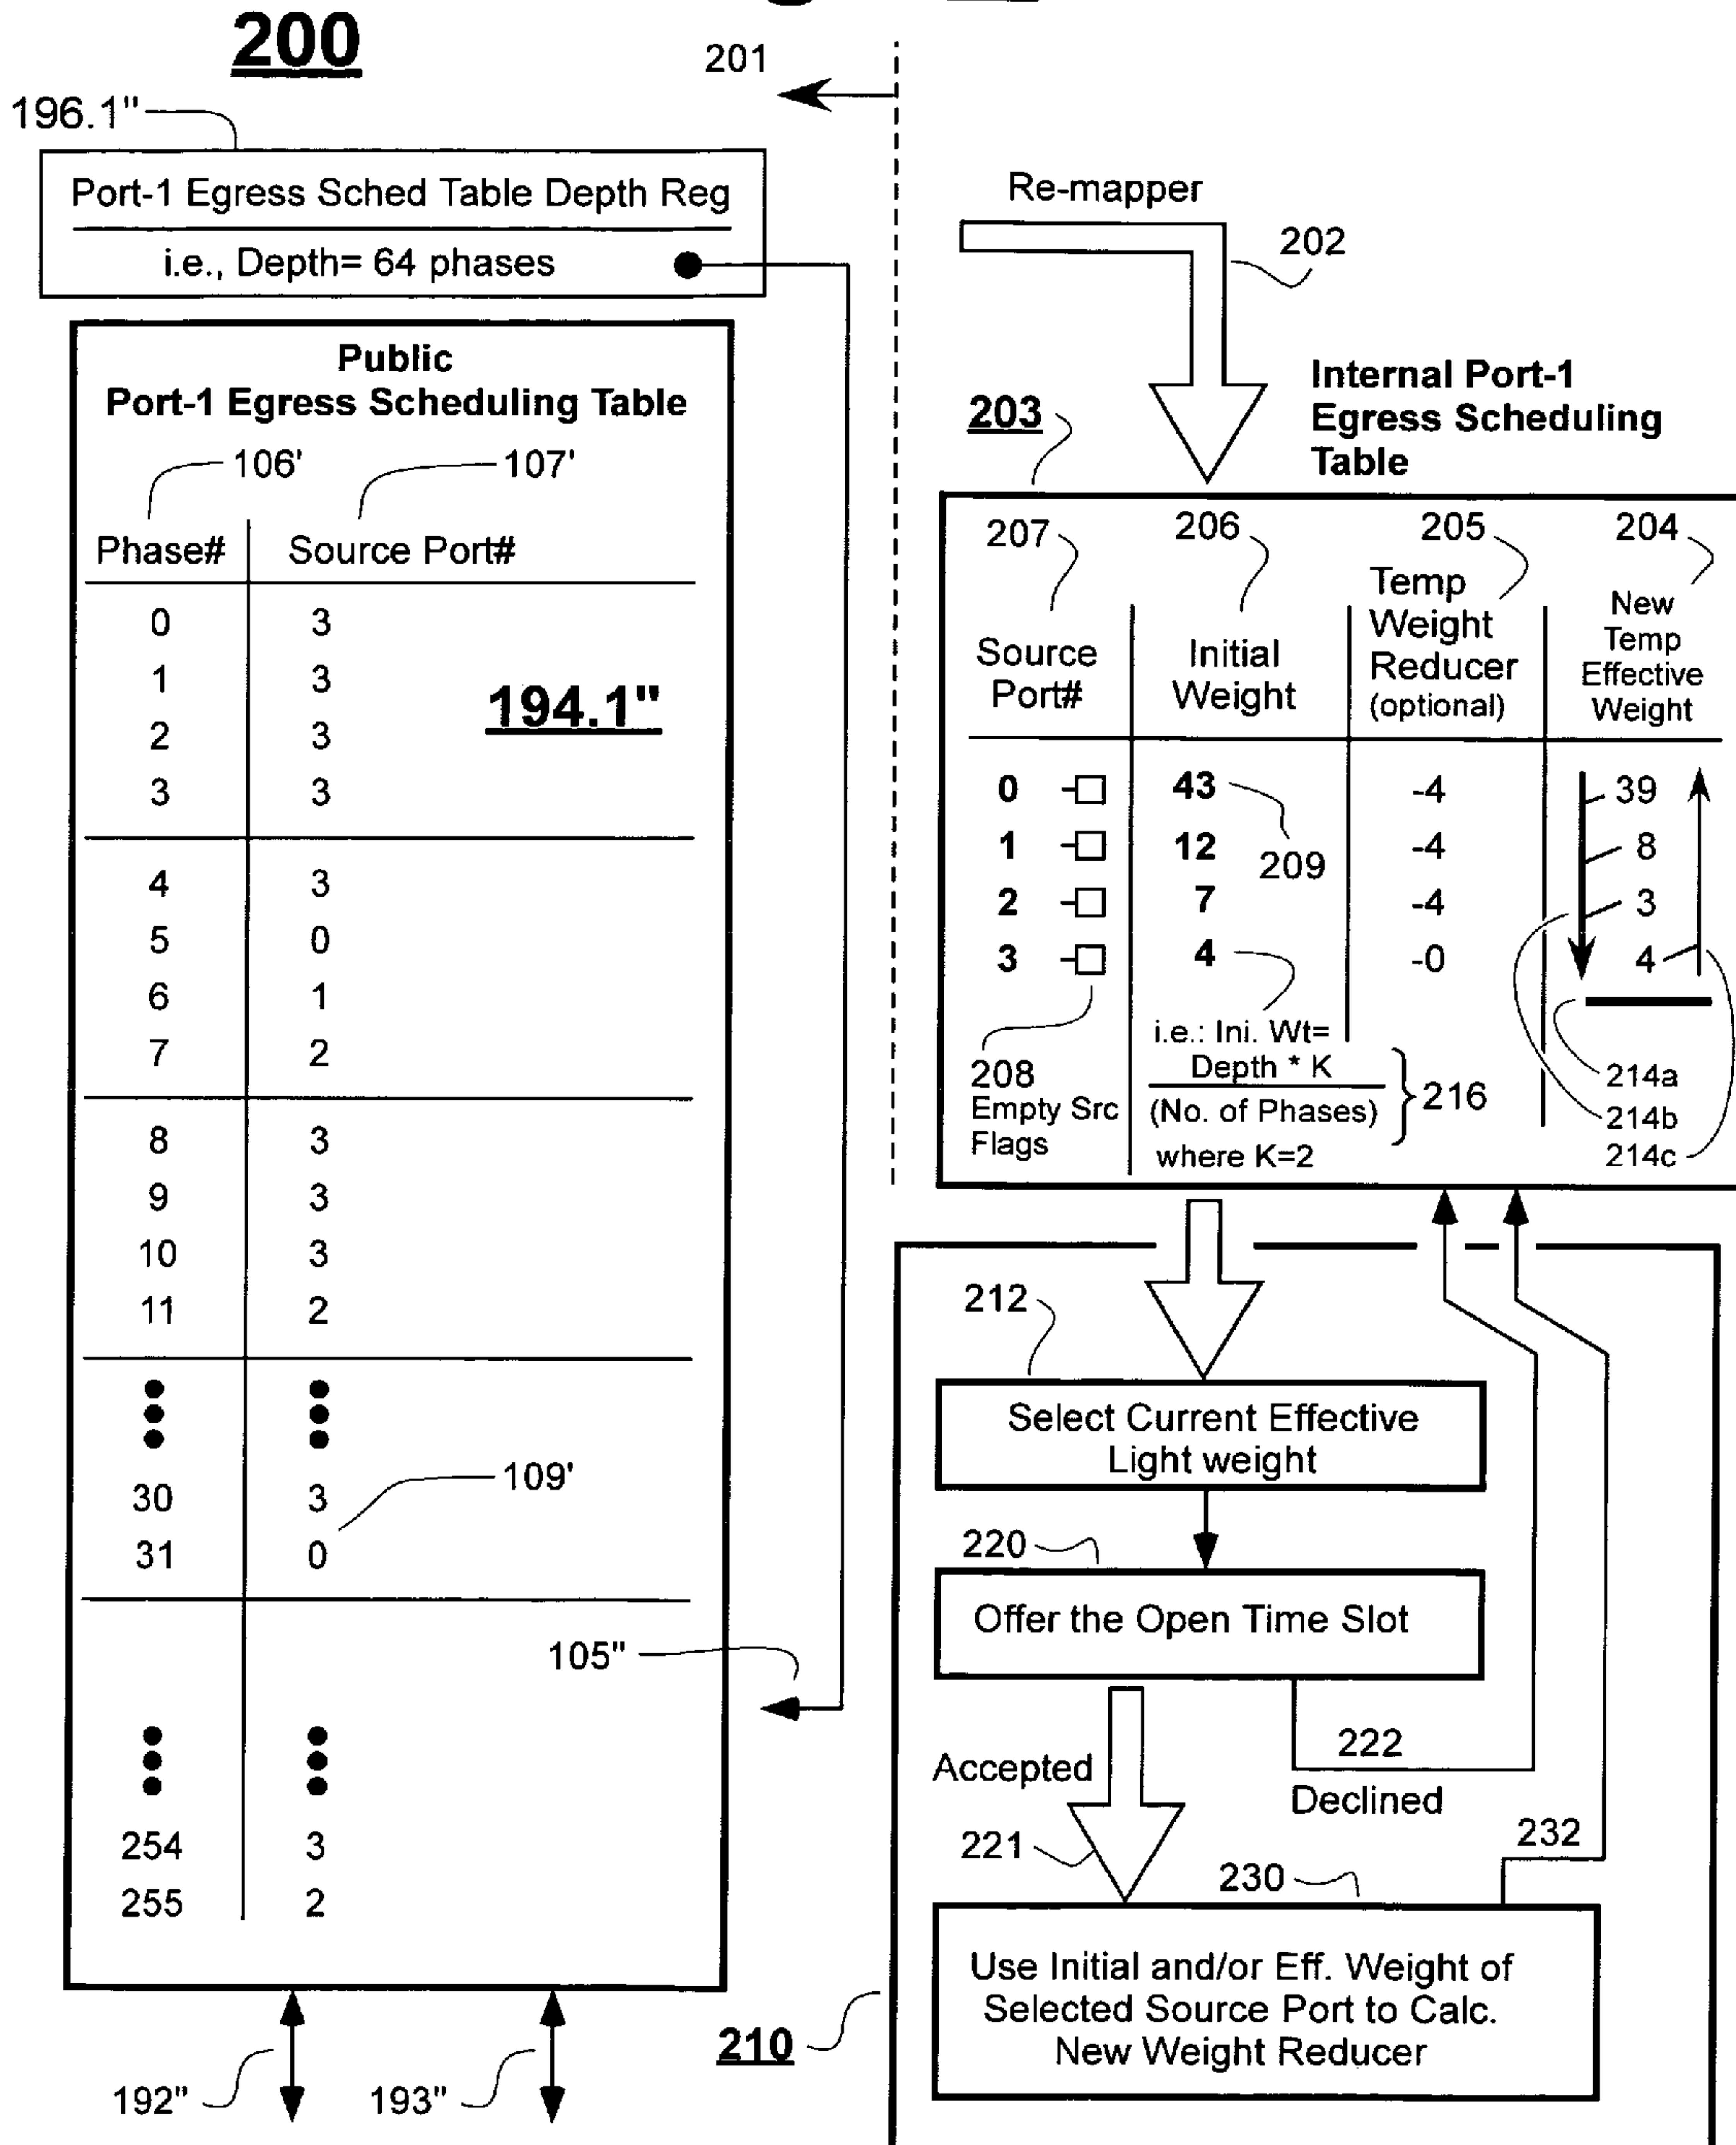 200
201
196.1"
Port-1 Egress Sched Table Depth Reg
i.e., Depth= 64 phases
Public
Port-1 Egress Scheduling Table
106'
107'
Phase# Source Port#
0 3
1 3
2 3
3 3
194.1"
4 3
5 0
6 1
7 2
8 3
9 3
10 3
11 2
30 3
31 0
109'
105"
254 3
255 2
192"
193"
Re-mapper
202
Internal Port-1
Egress Scheduling
Table
203
207
206
205
204
Source
Port#
Initial
Weight
Temp
Weight
Reducer
(optional)
New
Temp
Effective
Weight
0 43 -4 39
1 12 -4 8
2 7 -4 3
3 4 -0 4
209
208
Empty Src
Flags
i.e.: Ini. Wt=
Depth * K
(No. of Phases)
where K=2
216
214a
214b
214c
212
Select Current Effective
Light weight
220
Offer the Open Time Slot
Accepted
222
Declined
221
232
230
Use Initial and/or Eff. Weight of
Selected Source Port to Calc.
New Weight Reducer
210